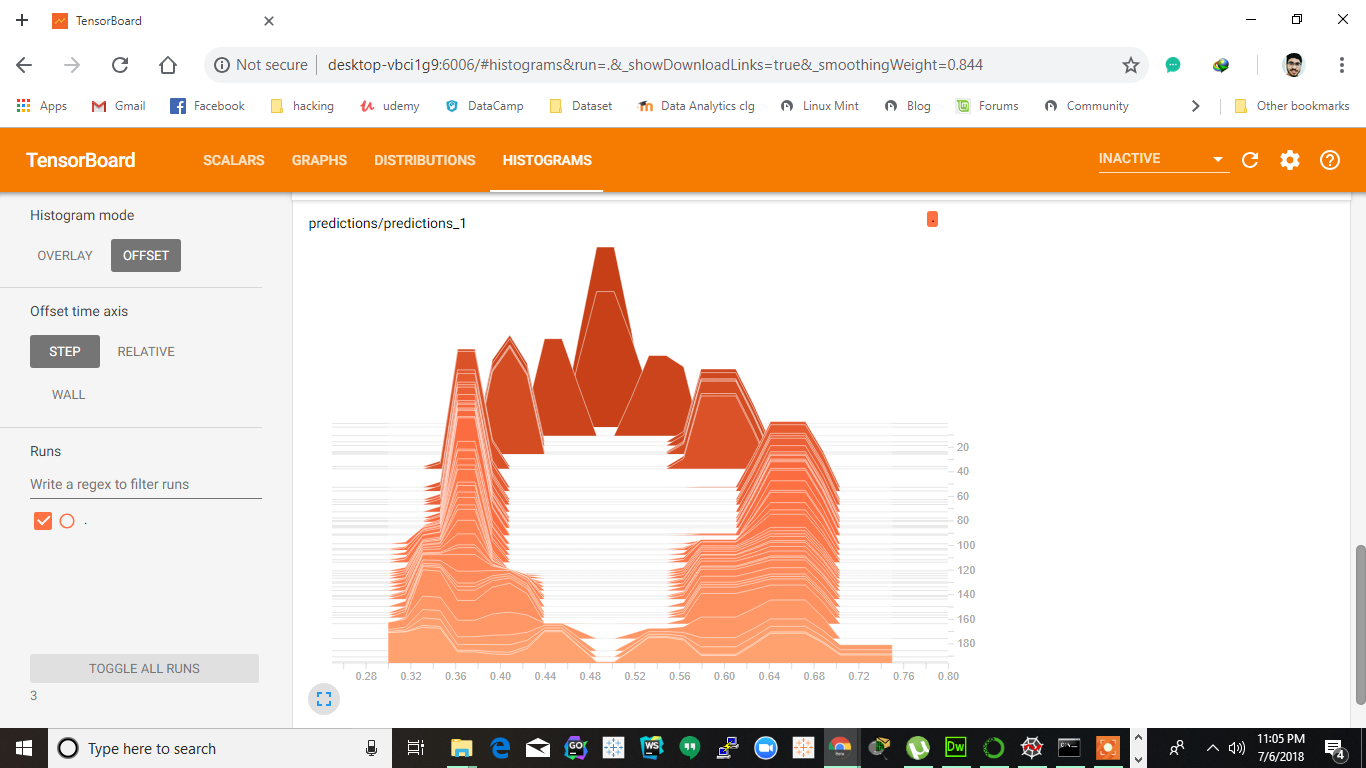 TensorBoard
Not secure desktop-vbci1g9:6006/#histograms&run=.&_showDownloadLinks=true&_smoothingWeight=0.844
Apps Gmail Facebook hacking udemy DataCamp Dataset Data Analytics clg Linux Mint Blog Forums Community Other bookmarks
TensorBoard SCALARS GRAPHS DISTRIBUTIONS HISTOGRAMS INACTIVE
Histogram mode
OVERLAY OFFSET
Offset time axis
STEP RELATIVE
WALL
Runs
Write a regex to filter runs
.
TOGGLE ALL RUNS
3
predictions/predictions_1
.
20
40
60
80
100
120
140
160
180
0.28 0.32 0.36 0.40 0.44 0.48 0.52 0.56 0.60 0.64 0.68 0.72 0.76 0.80
Type here to search
GO
WS
Dw
11:05 PM
7/6/2018
4